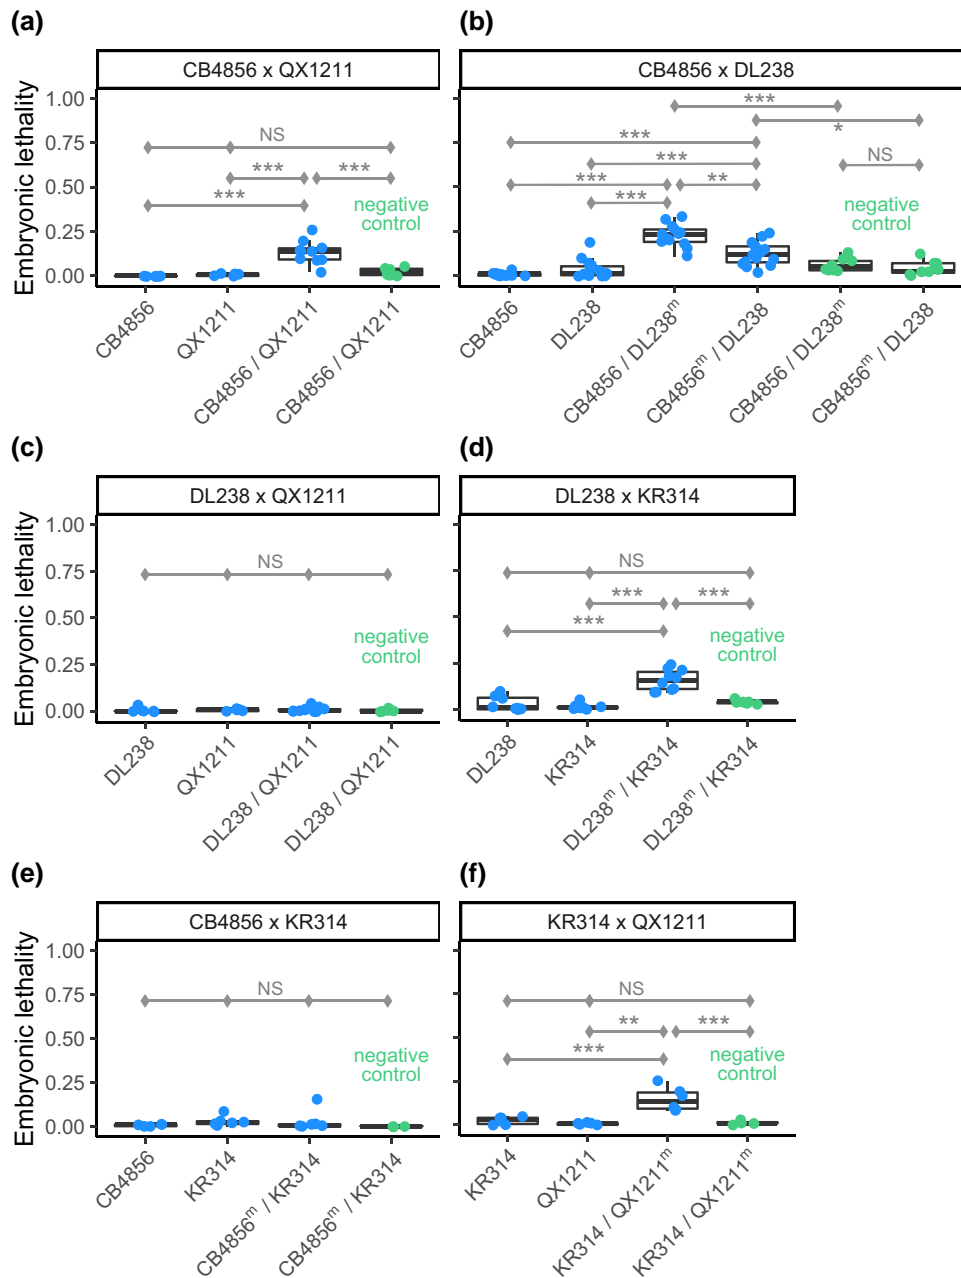 (a)
CB4856 x QX1211
Embryonic lethality
1.00
0.75
0.50
0.25
0.00
NS
***
***
***
negative
control
CB4856
QX1211
CB4856 / QX1211
CB4856 / QX1211
(b)
CB4856 x DL238
***
*
***
***
NS
***
**
***
negative
control
CB4856
DL238
CB4856 / DL238ᵐ
CB4856ᵐ / DL238
CB4856 / DL238ᵐ
CB4856ᵐ / DL238
(c)
DL238 x QX1211
Embryonic lethality
1.00
0.75
0.50
0.25
0.00
NS
negative
control
DL238
QX1211
DL238 / QX1211
DL238 / QX1211
(d)
DL238 x KR314
NS
***
***
***
negative
control
DL238
KR314
DL238ᵐ / KR314
DL238ᵐ / KR314
(e)
CB4856 x KR314
Embryonic lethality
1.00
0.75
0.50
0.25
0.00
NS
negative
control
CB4856
KR314
CB4856ᵐ / KR314
CB4856ᵐ / KR314
(f)
KR314 x QX1211
NS
**
***
***
negative
control
KR314
QX1211
KR314 / QX1211ᵐ
KR314 / QX1211ᵐ